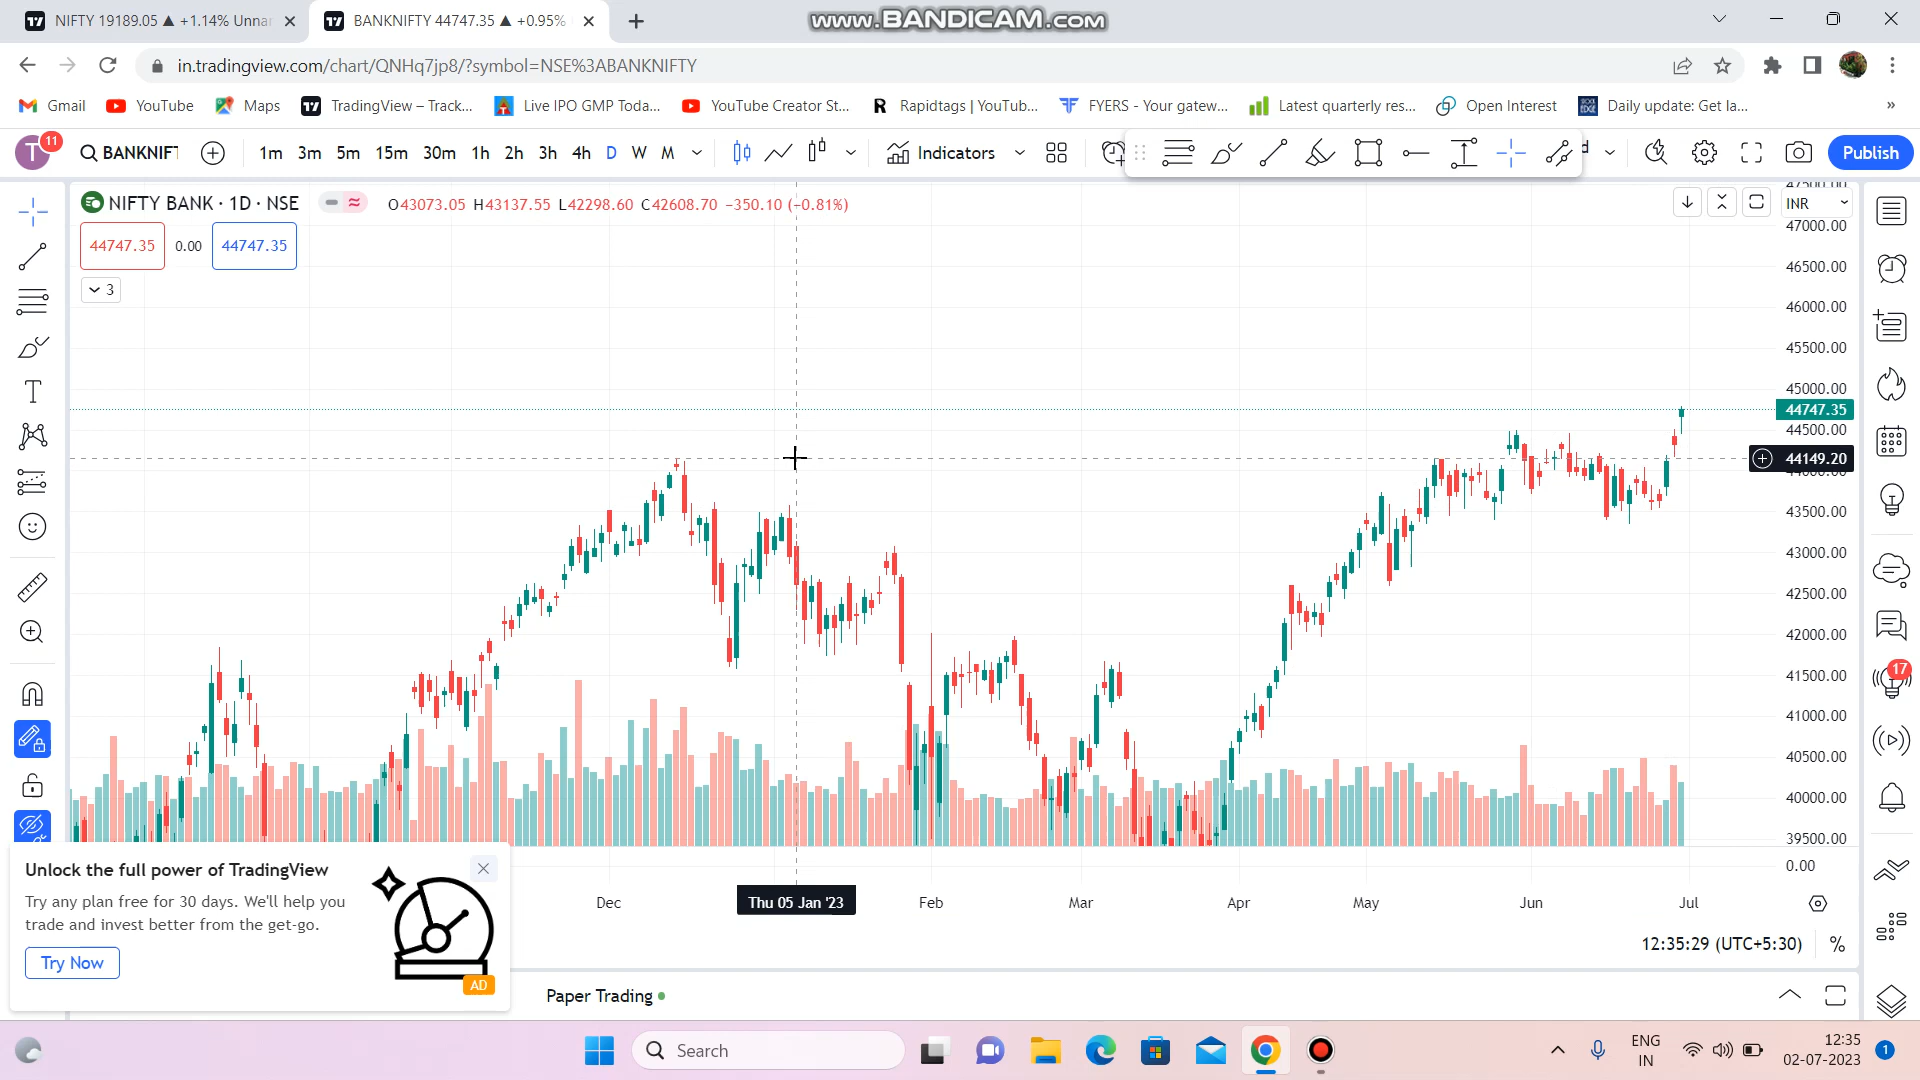 NIFTY 19189.05 ▲ +1.14% Unna
BANKNIFTY 44747.35 ▲ +0.95%
www.BANDICAM.com
in.tradingview.com/chart/QNHq7jp8/?symbol=NSE%3ABANKNIFTY
Gmail YouTube Maps TradingView – Track... Live IPO GMP Toda... YouTube Creator St... Rapidtags | YouTub... FYERS - Your gatew... Latest quarterly res... Open Interest Daily update: Get la... »
T 11 BANKNIFT 1m 3m 5m 15m 30m 1h 2h 3h 4h D W M Indicators Publish
NIFTY BANK · 1D · NSE O43073.05 H43137.55 L42298.60 C42608.70 −350.10 (−0.81%) INR
44747.35 0.00 44747.35
3
47500.00
47000.00
46500.00
46000.00
45500.00
45000.00
44747.35
44500.00
44149.20
44000.00
43500.00
43000.00
42500.00
42000.00
41500.00
41000.00
40500.00
40000.00
39500.00
0.00
17
Dec Thu 05 Jan '23 Feb Mar Apr May Jun Jul
12:35:29 (UTC+5:30) %
Unlock the full power of TradingView
Try any plan free for 30 days. We'll help you
trade and invest better from the get-go.
Try Now
AD
Paper Trading
Search
ENG
IN
12:35
02-07-2023
1